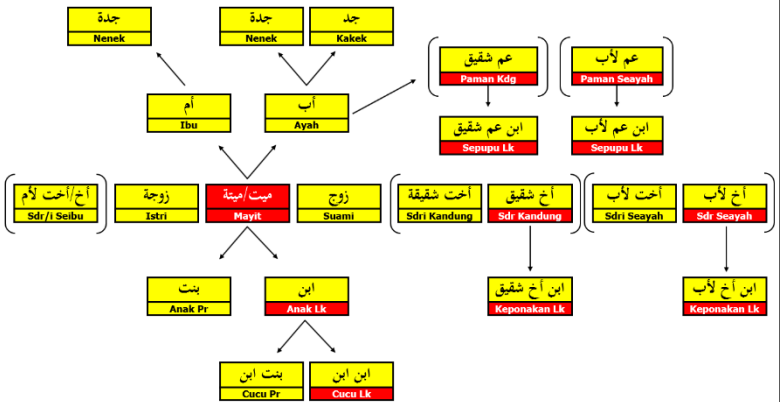 جدة
Nenek
جدة
Nenek
جد
Kakek
عم شقيق
Paman Kdg
عم لأب
Paman Seayah
أم
Ibu
أب
Ayah
ابن عم شقيق
Sepupu Lk
ابن عم لأب
Sepupu Lk
أخ/أخت لأم
Sdr/i Seibu
زوجة
Istri
ميت/ميتة
Mayit
زوج
Suami
أخت شقيقة
Sdri Kandung
أخ شقيق
Sdr Kandung
أخت لأب
Sdri Seayah
أخ لأب
Sdr Seayah
بنت
Anak Pr
ابن
Anak Lk
ابن أخ شقيق
Keponakan Lk
ابن أخ لأب
Keponakan Lk
بنت ابن
Cucu Pr
ابن ابن
Cucu Lk